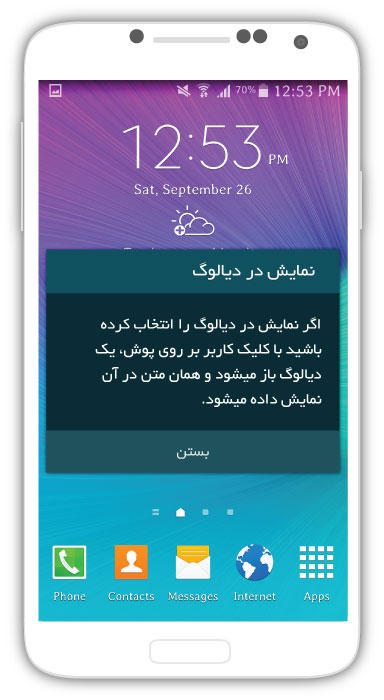 70% 12:53 PM
12:53 PM
Sat, September 26
نمایش در دیالوگ
اگر نمایش در دیالوگ را انتخاب کرده
باشید با کلیک کاربر بر روی پوش، یک
دیالوگ باز میشود و همان متن در آن
نمایش داده میشود.
بستن
Phone Contacts Messages Internet Apps